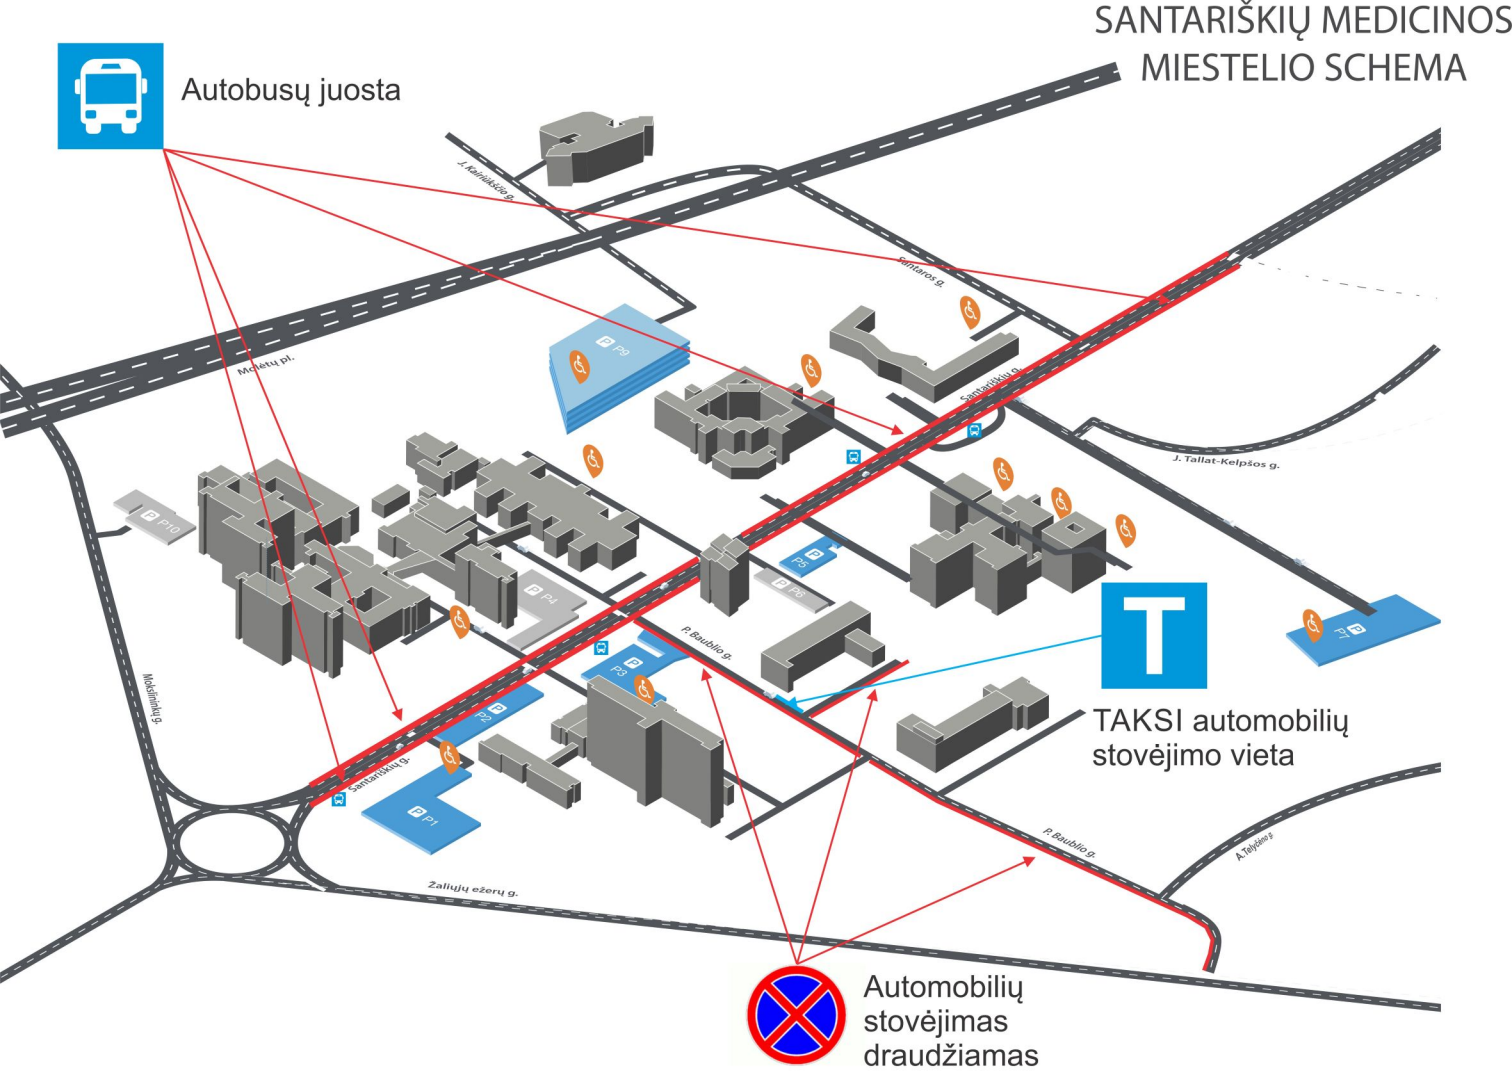 SANTARIŠKIŲ MEDICINOS
MIESTELIO SCHEMA
Autobusų juosta
J. Kairiūkščio g.
Santaros g.
Molėtų pl.
P P9
Santariškių g.
J. Tallat-Kelpšos g.
P P10
P P4
P5 P
P P6
P7 P
P. Baublio g.
P3 P
T
TAKSI automobilių
stovėjimo vieta
Mokslininkų g.
P2 P
Santariškių g.
P P1
P. Baublio g.
A.Telyčėno g.
Žaliųjų ežerų g.
Automobilių
stovėjimas
draudžiamas